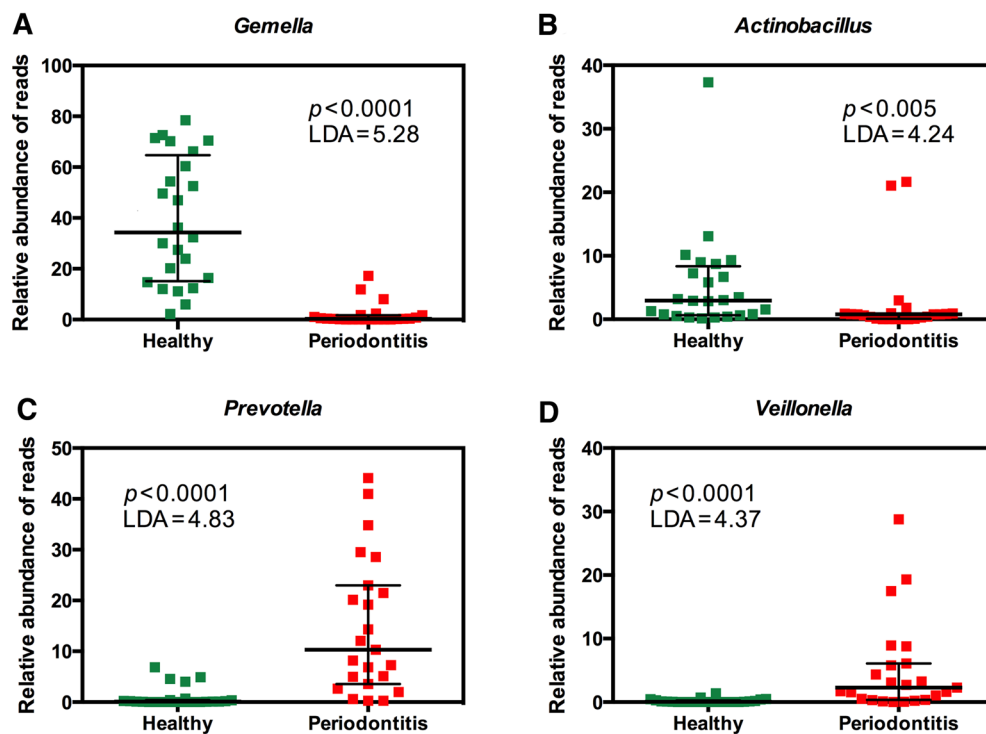 A
Gemella
Relative abundance of reads
100
80
60
40
20
0
p<0.0001
LDA=5.28
Healthy
Periodontitis
B
Actinobacillus
Relative abundance of reads
40
30
20
10
0
p<0.005
LDA=4.24
Healthy
Periodontitis
C
Prevotella
Relative abundance of reads
50
40
30
20
10
0
p<0.0001
LDA=4.83
Healthy
Periodontitis
D
Veillonella
Relative abundance of reads
40
30
20
10
0
p<0.0001
LDA=4.37
Healthy
Periodontitis